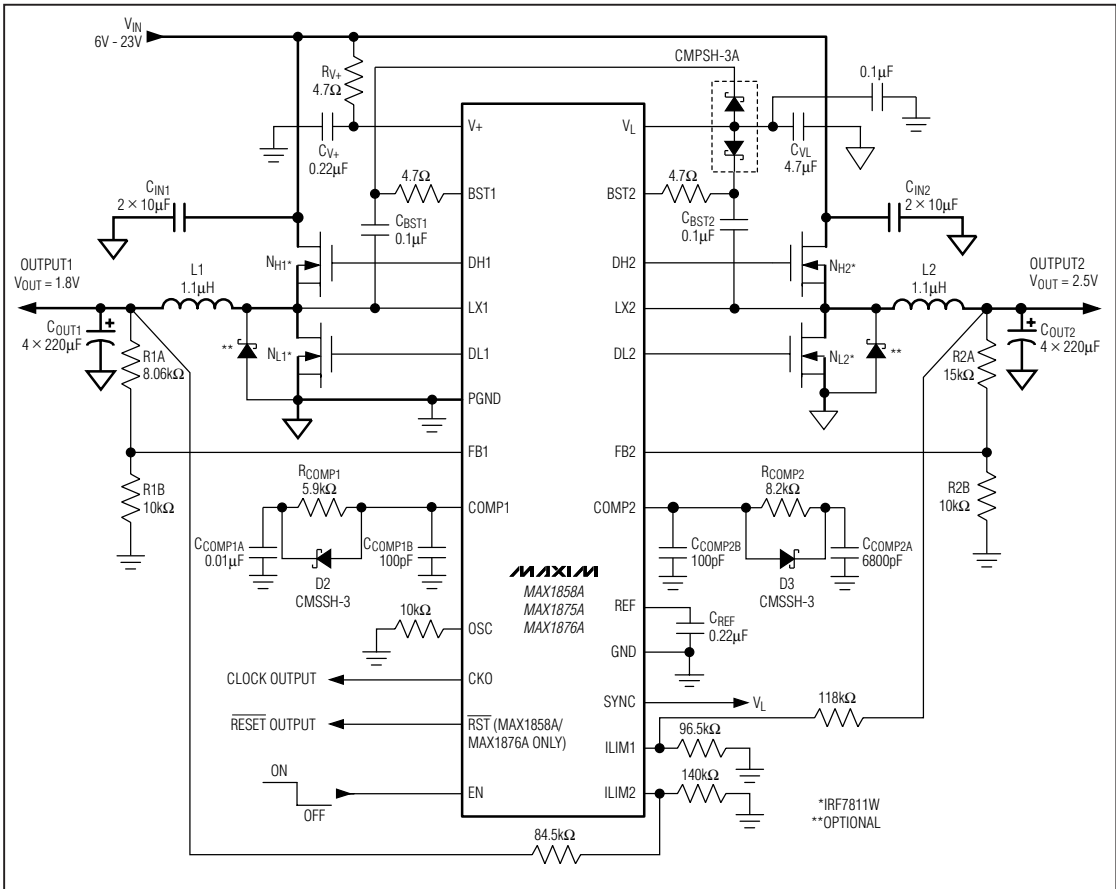 VIN
6V - 23V
RV+
4.7Ω
CMPSH-3A
0.1µF
V+
VL
CV+
0.22µF
CVL
4.7µF
4.7Ω
BST1
BST2
4.7Ω
CIN1
2 × 10µF
CBST1
0.1µF
CBST2
0.1µF
CIN2
2 × 10µF
NH1*
DH1
DH2
NH2*
OUTPUT1
VOUT = 1.8V
L1
1.1µH
LX1
LX2
L2
1.1µH
OUTPUT2
VOUT = 2.5V
COUT1
4 × 220µF
R1A
8.06kΩ
**
NL1*
DL1
DL2
NL2*
**
R2A
15kΩ
COUT2
4 × 220µF
PGND
FB1
FB2
R1B
10kΩ
RCOMP1
5.9kΩ
COMP1
COMP2
RCOMP2
8.2kΩ
R2B
10kΩ
CCOMP1A
0.01µF
CCOMP1B
100pF
CCOMP2B
100pF
CCOMP2A
6800pF
D2
CMSSH-3
D3
CMSSH-3
MAXIM
MAX1858A
MAX1875A
MAX1876A
10kΩ
OSC
REF
CREF
0.22µF
GND
CLOCK OUTPUT
CKO
SYNC
VL
118kΩ
RESET OUTPUT
RST (MAX1858A/
MAX1876A ONLY)
ILIM1
96.5kΩ
ON
OFF
EN
ILIM2
140kΩ
*IRF7811W
**OPTIONAL
84.5kΩ